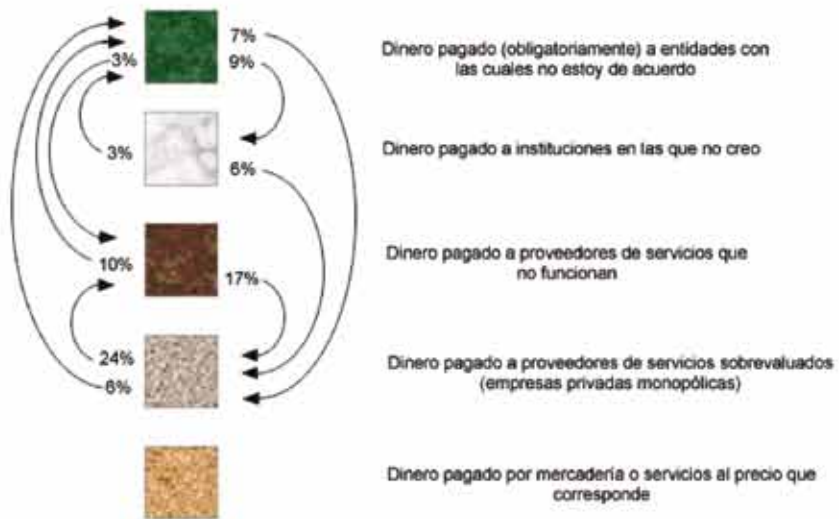 7%
3%
9%
Dinero pagado (obligatoriamente) a entidades con
las cuales no estoy de acuerdo
3%
6%
Dinero pagado a instituciones en las que no creo
10%
17%
Dinero pagado a proveedores de servicios que
no funcionan
24%
6%
Dinero pagado a proveedores de servicios sobrevaluados
(empresas privadas monopólicas)
Dinero pagado por mercadería o servicios al precio que
corresponde